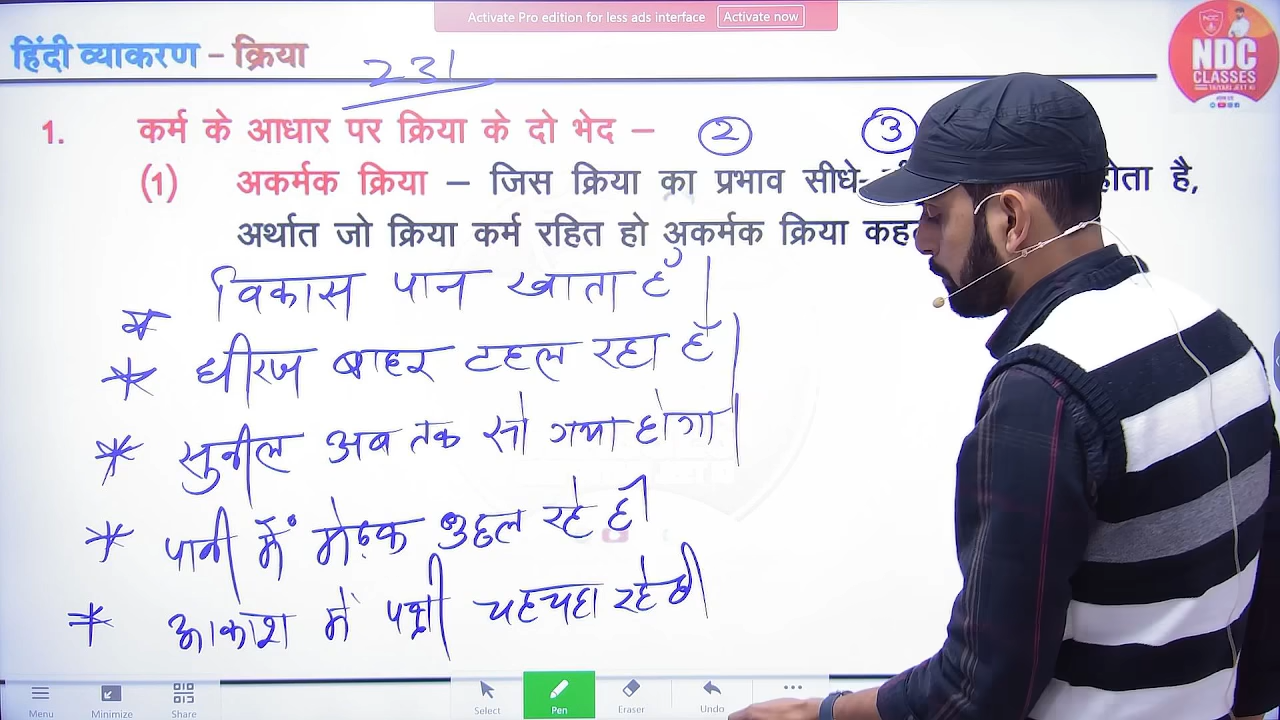 Activate Pro edition for less ads interface Activate now
हिंदी व्याकरण – क्रिया
231
NDC
CLASSES
1. कर्म के आधार पर क्रिया के दो भेद – 2 3
(1) अकर्मक क्रिया – जिस क्रिया का प्रभाव सीधे- होता है,
अर्थात जो क्रिया कर्म रहित हो अकर्मक क्रिया
विकास पान खाता है।
* धीरज बाहर टहल रहा है।
* सुनील अब तक सो गया होगा।
* पानी में मेढ़क उछल रहे हैं
* आकाश में पक्षी चहचहा रहे हैं
Menu Minimize Share Select Pen Eraser Undo